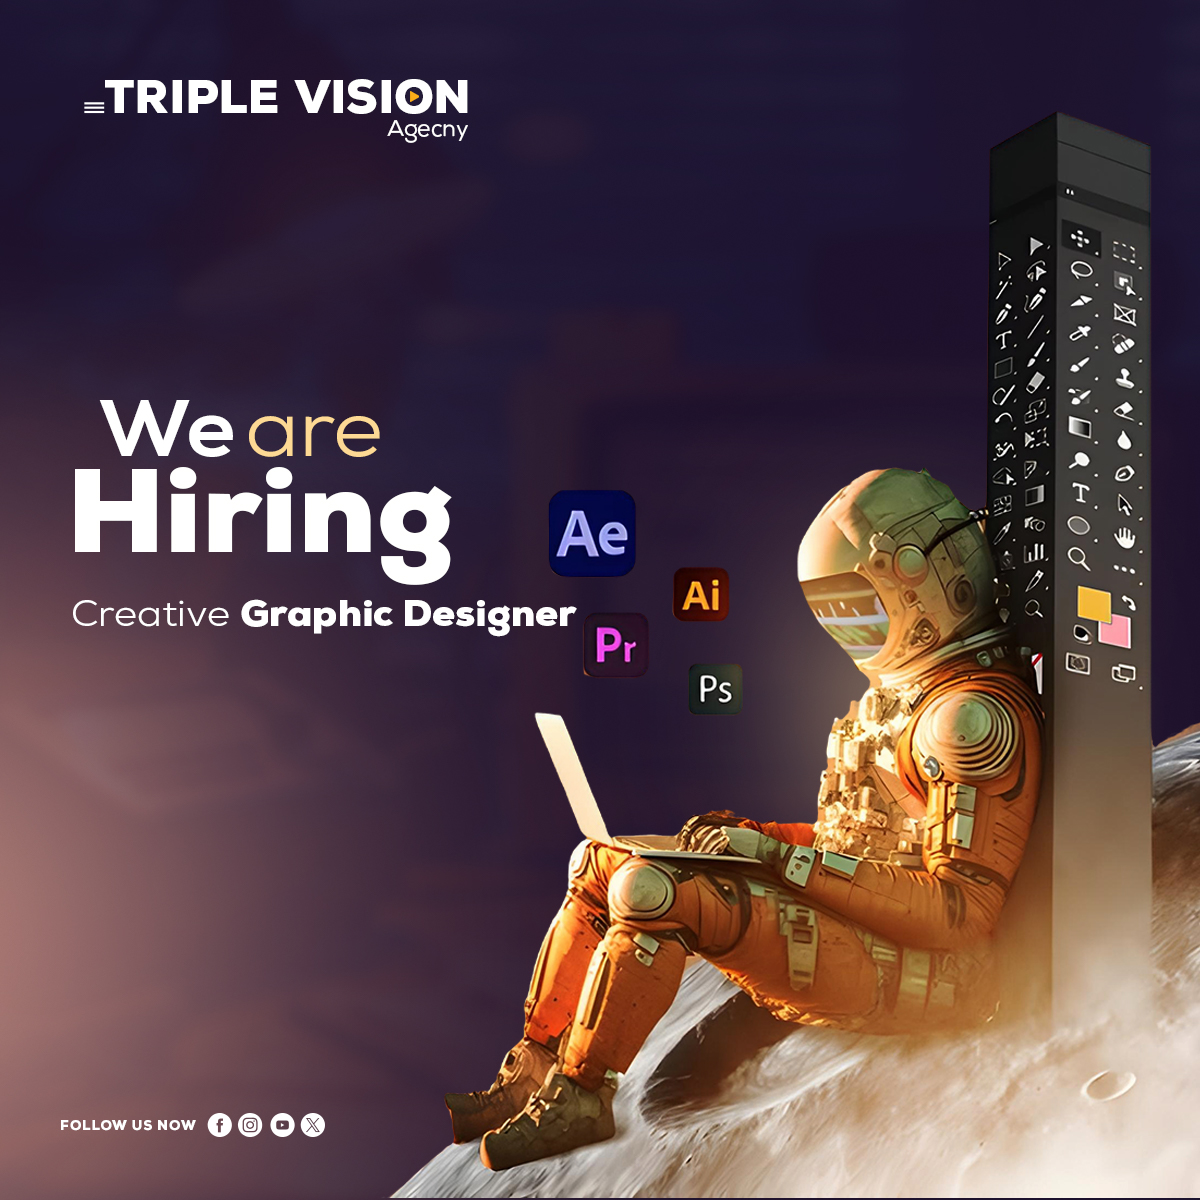 TRIPLE VISION
Agecny
We are
Hiring
Creative Graphic Designer
Ae
Ai
Pr
Ps
T
T
FOLLOW US NOW